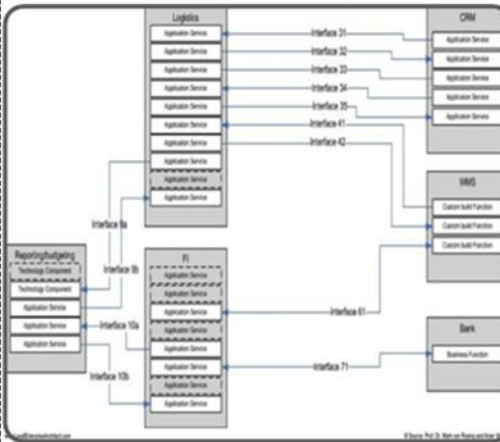 Logistics
Application Service
Application Service
Application Service
Application Service
Application Service
Application Service
Application Service
Application Service
Application Service
Application Service
CRM
Application Service
Application Service
Application Service
Application Service
Application Service
Interface 31
Interface 32
Interface 33
Interface 34
Interface 35
Interface 41
Interface 42
WMS
Custom build Function
Custom build Function
Custom build Function
Interface 9a
Interface 9b
Reporting/budgeting
Technology Component
Technology Component
Application Service
Application Service
Application Service
Interface 10a
Interface 10b
FI
Application Service
Application Service
Application Service
Application Service
Application Service
Application Service
Application Service
Application Service
Interface 61
Interface 71
Bank
Business Function